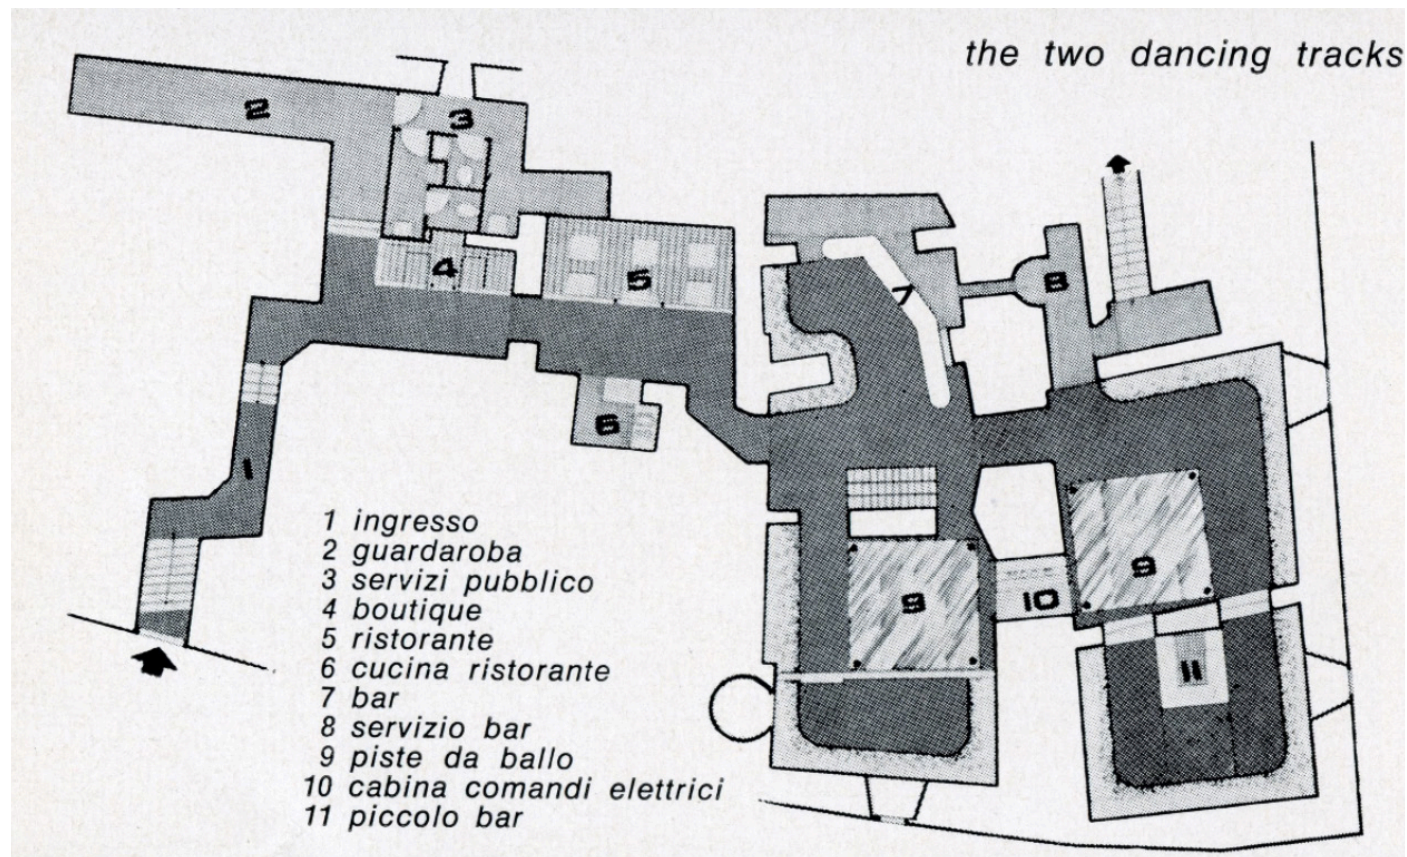 the two dancing tracks
2
3
4
5
7
8
6
1
9
9
10
11
1 ingresso
2 guardaroba
3 servizi pubblico
4 boutique
5 ristorante
6 cucina ristorante
7 bar
8 servizio bar
9 piste da ballo
10 cabina comandi elettrici
11 piccolo bar